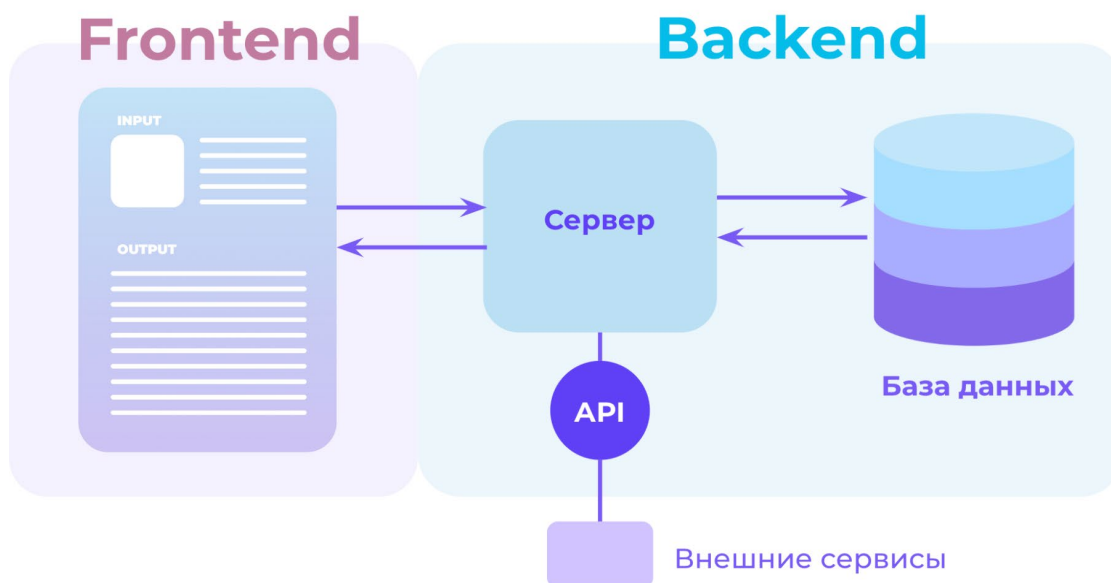 Frontend
Backend
INPUT
OUTPUT
Сервер
API
База данных
Внешние сервисы